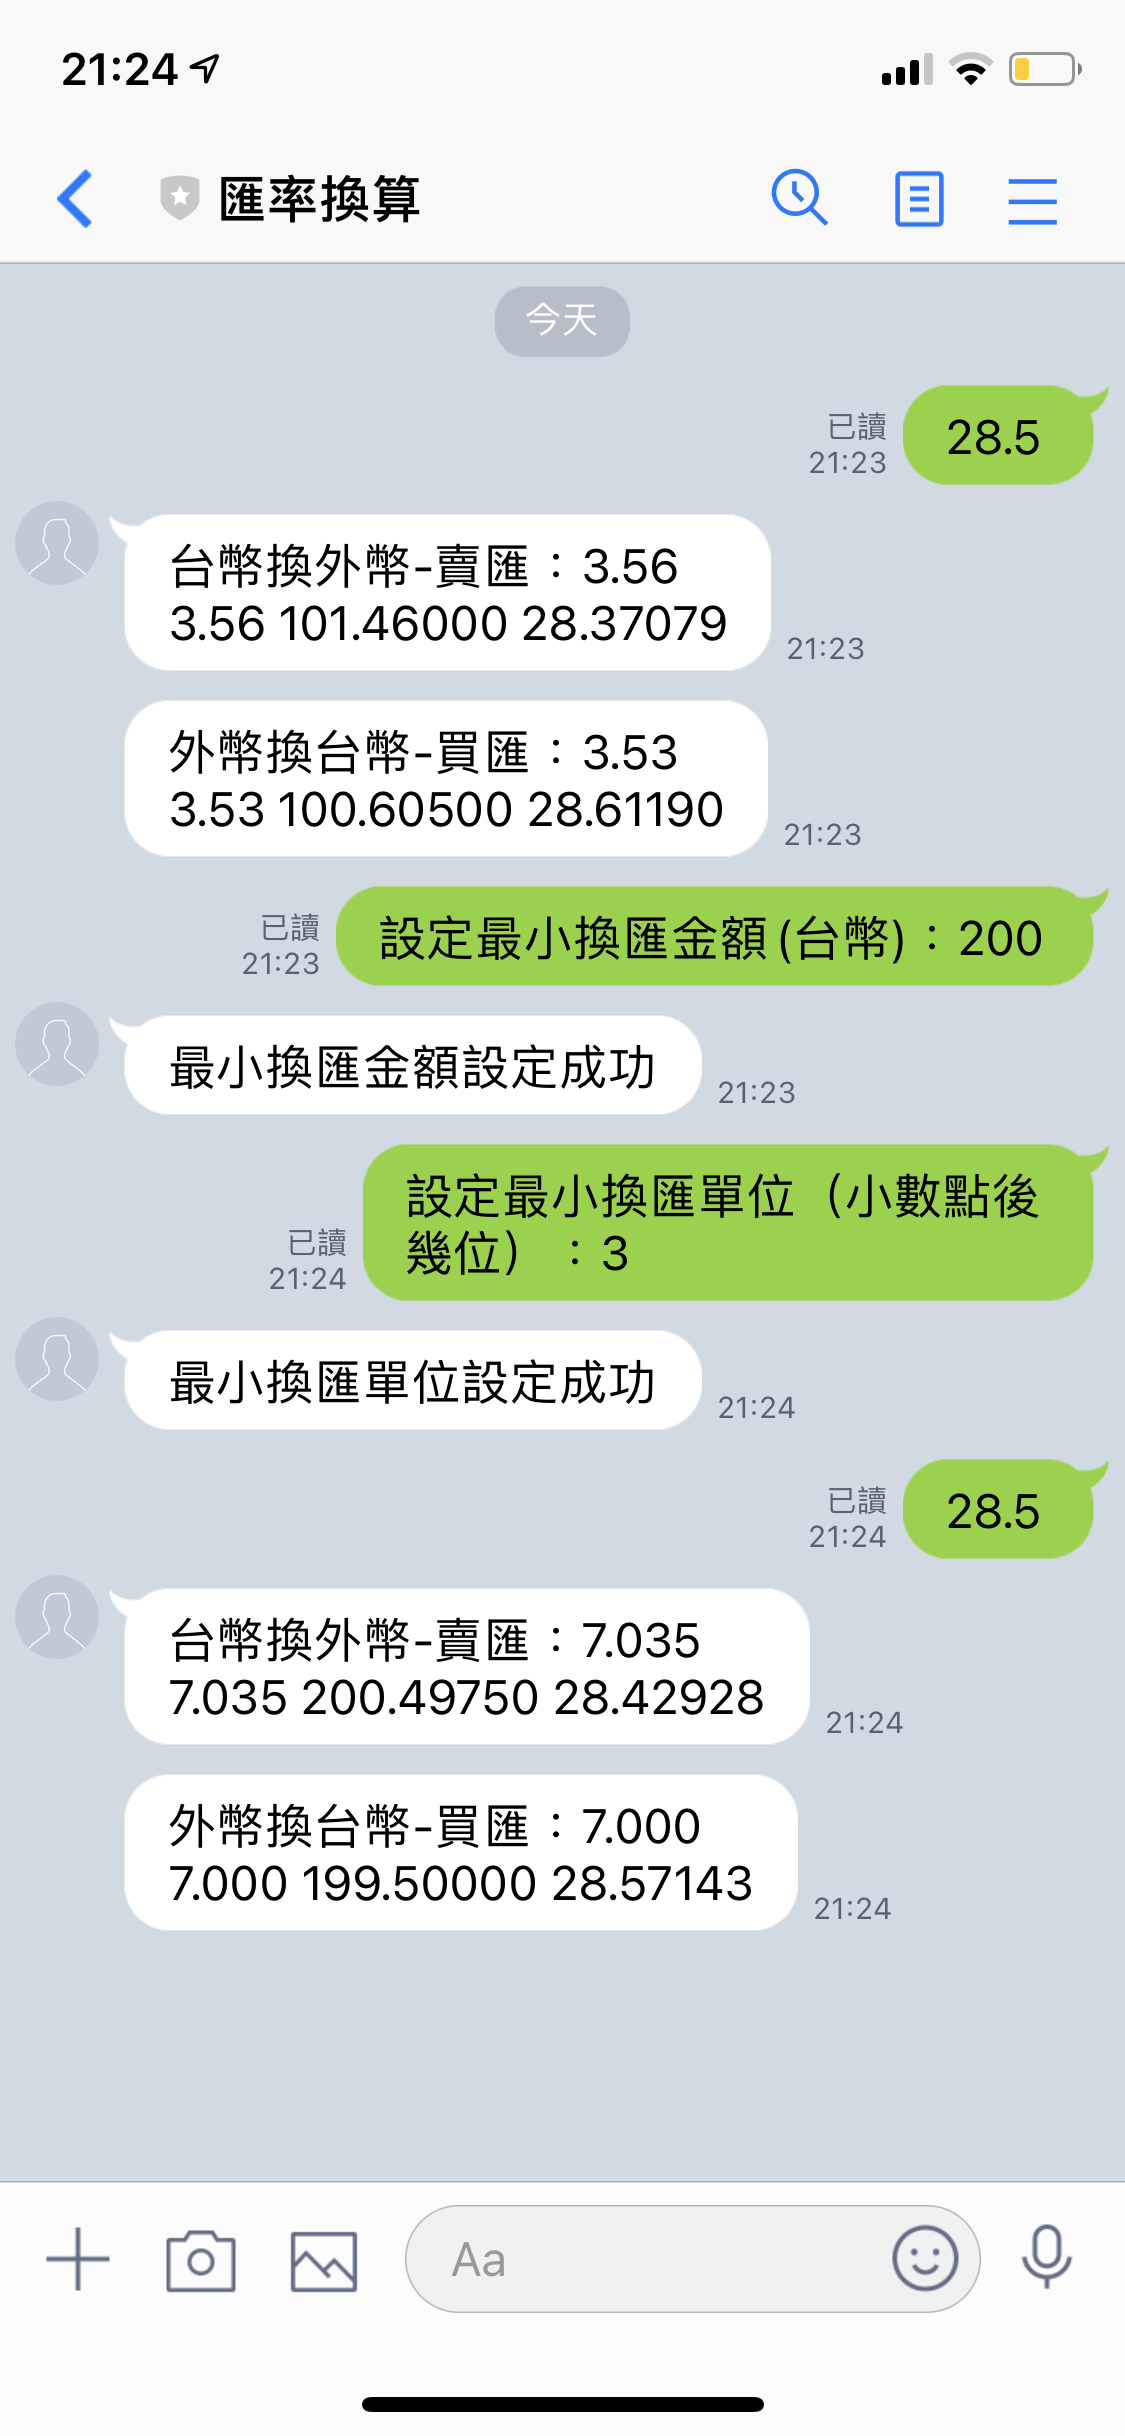 21:24
匯率換算
今天
28.5
已讀
21:23
台幣換外幣-賣匯：3.56
3.56 101.46000 28.37079
21:23
外幣換台幣-買匯：3.53
3.53 100.60500 28.61190
21:23
設定最小換匯金額(台幣)：200
已讀
21:23
最小換匯金額設定成功
21:23
設定最小換匯單位（小數點後
幾位）：3
已讀
21:24
最小換匯單位設定成功
21:24
28.5
已讀
21:24
台幣換外幣-賣匯：7.035
7.035 200.49750 28.42928
21:24
外幣換台幣-買匯：7.000
7.000 199.50000 28.57143
21:24
Aa